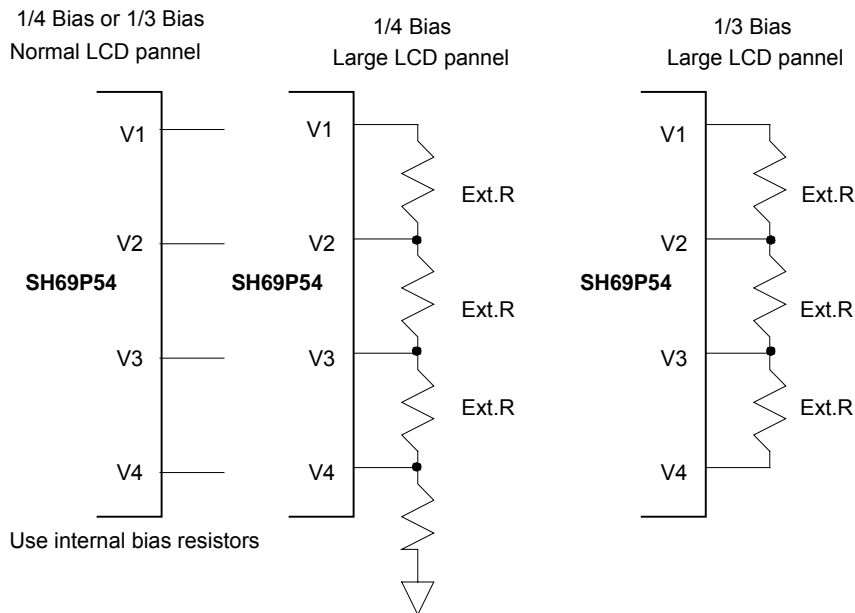 1/4 Bias or 1/3 Bias
Normal LCD pannel
V1
V2
SH69P54
V3
V4
Use internal bias resistors
1/4 Bias
Large LCD pannel
V1
Ext.R
V2
SH69P54
Ext.R
V3
Ext.R
V4
1/3 Bias
Large LCD pannel
V1
Ext.R
V2
SH69P54
Ext.R
V3
Ext.R
V4